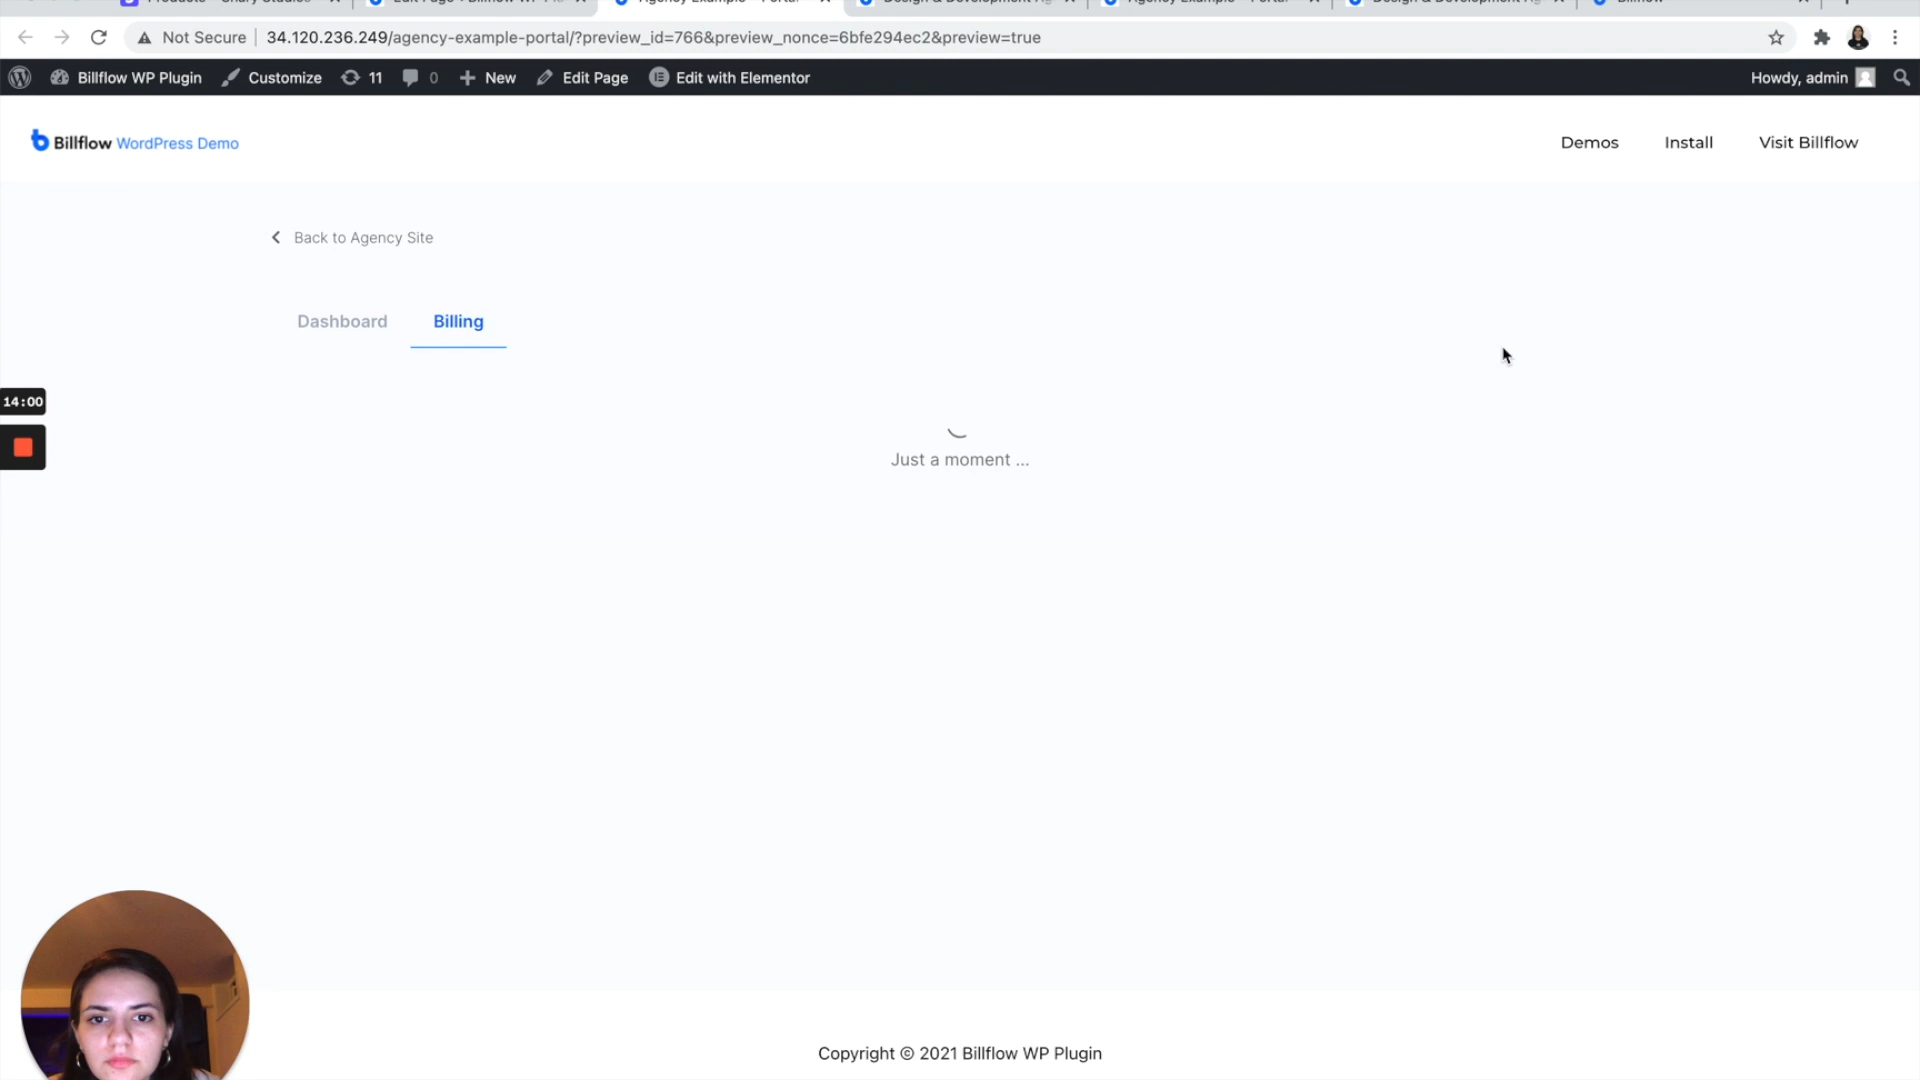 Not Secure 34.120.236.249/agency-example-portal/?preview_id=766&preview_nonce=6bfe294ec2&preview=true
Billflow WP Plugin Customize 11 0 New Edit Page Edit with Elementor Howdy, admin
Billflow WordPress Demo Demos Install Visit Billflow
Back to Agency Site
Dashboard Billing
14:00
Just a moment ...
Copyright © 2021 Billflow WP Plugin